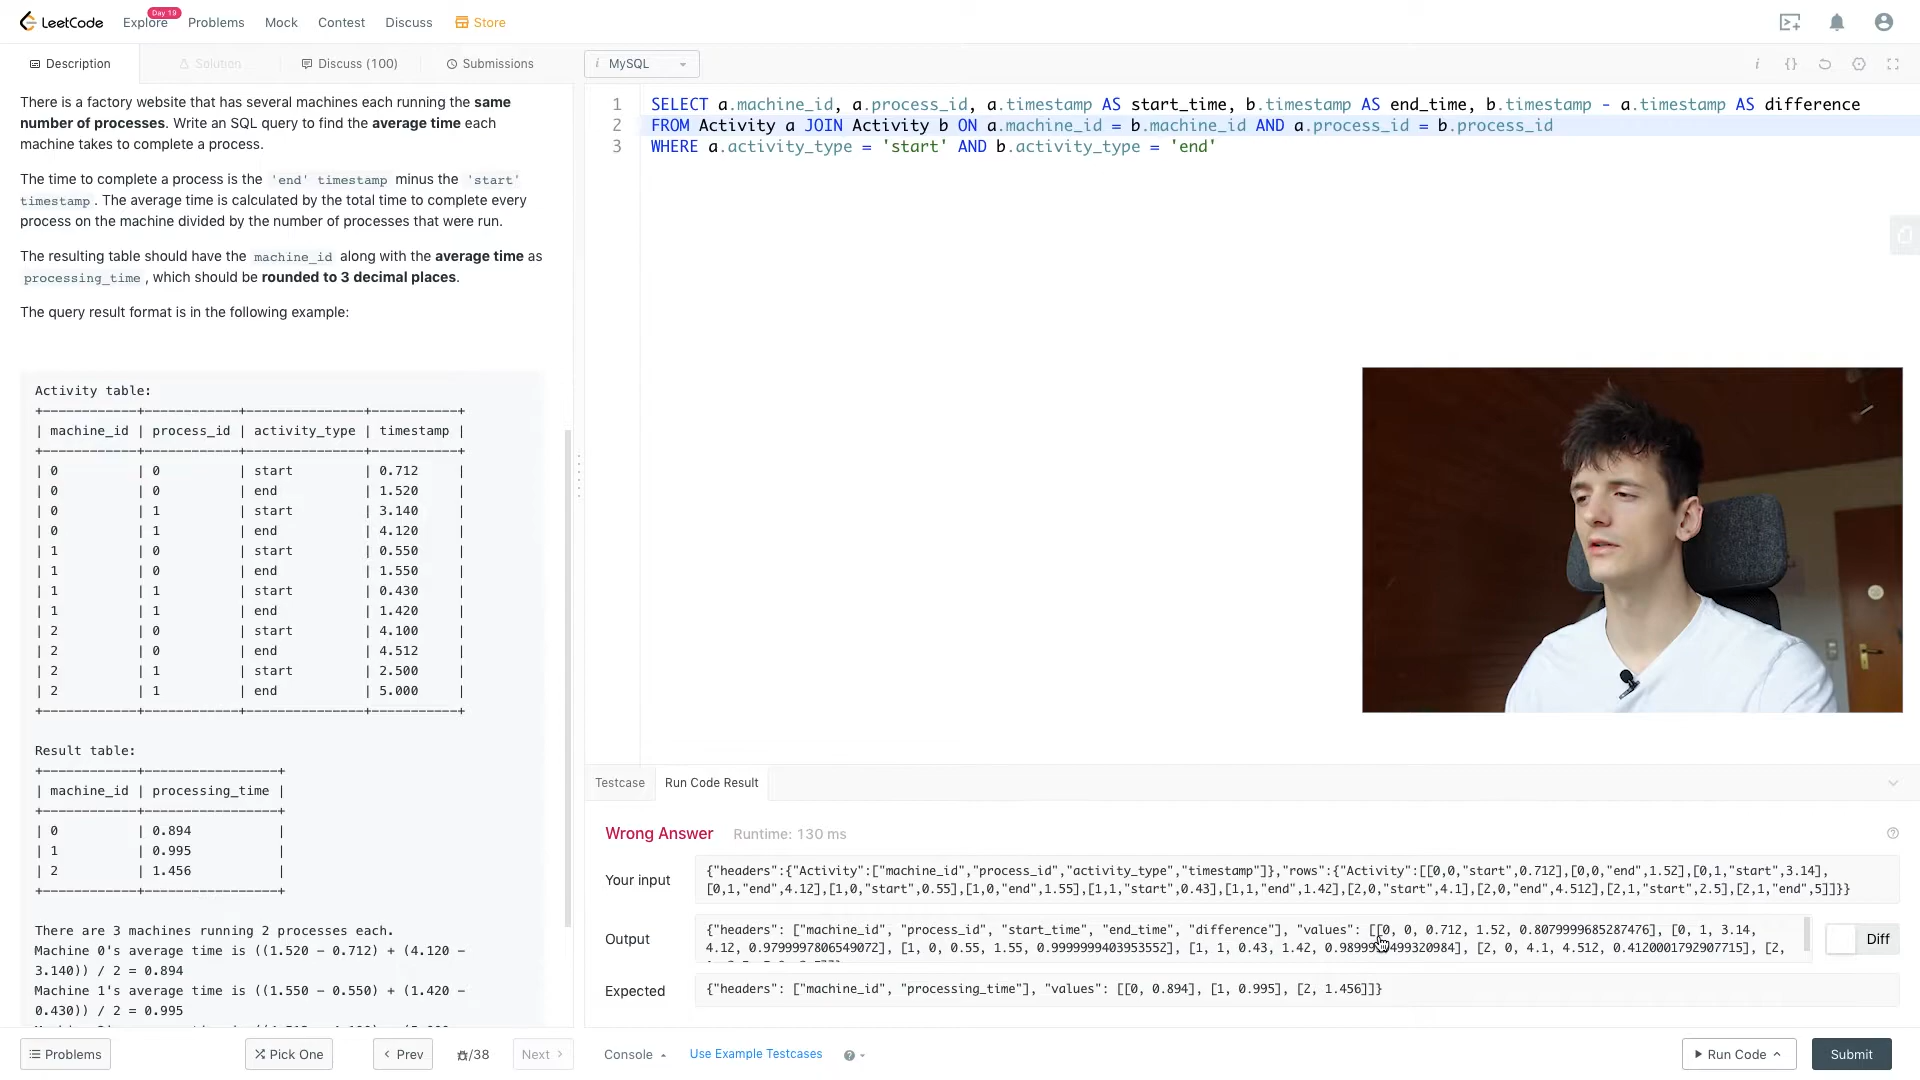 LeetCode
Explore
Day 19
Problems
Mock
Contest
Discuss
Store
Description
Solution
Discuss (100)
Submissions
i MySQL
There is a factory website that has several machines each running the same
number of processes. Write an SQL query to find the average time each
machine takes to complete a process.
The time to complete a process is the 'end' timestamp minus the 'start'
timestamp. The average time is calculated by the total time to complete every
process on the machine divided by the number of processes that were run.
The resulting table should have the machine_id along with the average time as
processing_time, which should be rounded to 3 decimal places.
The query result format is in the following example:
Activity table:
+------------+------------+---------------+-----------+
| machine_id | process_id | activity_type | timestamp |
+------------+------------+---------------+-----------+
| 0          | 0          | start         | 0.712     |
| 0          | 0          | end           | 1.520     |
| 0          | 1          | start         | 3.140     |
| 0          | 1          | end           | 4.120     |
| 1          | 0          | start         | 0.550     |
| 1          | 0          | end           | 1.550     |
| 1          | 1          | start         | 0.430     |
| 1          | 1          | end           | 1.420     |
| 2          | 0          | start         | 4.100     |
| 2          | 0          | end           | 4.512     |
| 2          | 1          | start         | 2.500     |
| 2          | 1          | end           | 5.000     |
+------------+------------+---------------+-----------+
Result table:
+------------+-----------------+
| machine_id | processing_time |
+------------+-----------------+
| 0          | 0.894           |
| 1          | 0.995           |
| 2          | 1.456           |
+------------+-----------------+
There are 3 machines running 2 processes each.
Machine 0's average time is ((1.520 - 0.712) + (4.120 -
3.140)) / 2 = 0.894
Machine 1's average time is ((1.550 - 0.550) + (1.420 -
0.430)) / 2 = 0.995
1 SELECT a.machine_id, a.process_id, a.timestamp AS start_time, b.timestamp AS end_time, b.timestamp - a.timestamp AS difference
2 FROM Activity a JOIN Activity b ON a.machine_id = b.machine_id AND a.process_id = b.process_id
3 WHERE a.activity_type = 'start' AND b.activity_type = 'end'
Testcase
Run Code Result
Wrong Answer
Runtime: 130 ms
Your input
{"headers":{"Activity":["machine_id","process_id","activity_type","timestamp"]},"rows":{"Activity":[[0,0,"start",0.712],[0,0,"end",1.52],[0,1,"start",3.14],
[0,1,"end",4.12],[1,0,"start",0.55],[1,0,"end",1.55],[1,1,"start",0.43],[1,1,"end",1.42],[2,0,"start",4.1],[2,0,"end",4.512],[2,1,"start",2.5],[2,1,"end",5]]}}
Output
{"headers": ["machine_id", "process_id", "start_time", "end_time", "difference"], "values": [[0, 0, 0.712, 1.52, 0.8079999685287476], [0, 1, 3.14,
4.12, 0.9799997806549072], [1, 0, 0.55, 1.55, 0.9999999403953552], [1, 1, 0.43, 1.42, [2, 0, 4.1, 4.512, 0.4120001792907715], [2,
Diff
Expected
{"headers": ["machine_id", "processing_time"], "values": [[0, 0.894], [1, 0.995], [2, 1.456]]}
Problems
Pick One
Prev
/38
Next
Console
Use Example Testcases
Run Code
Submit